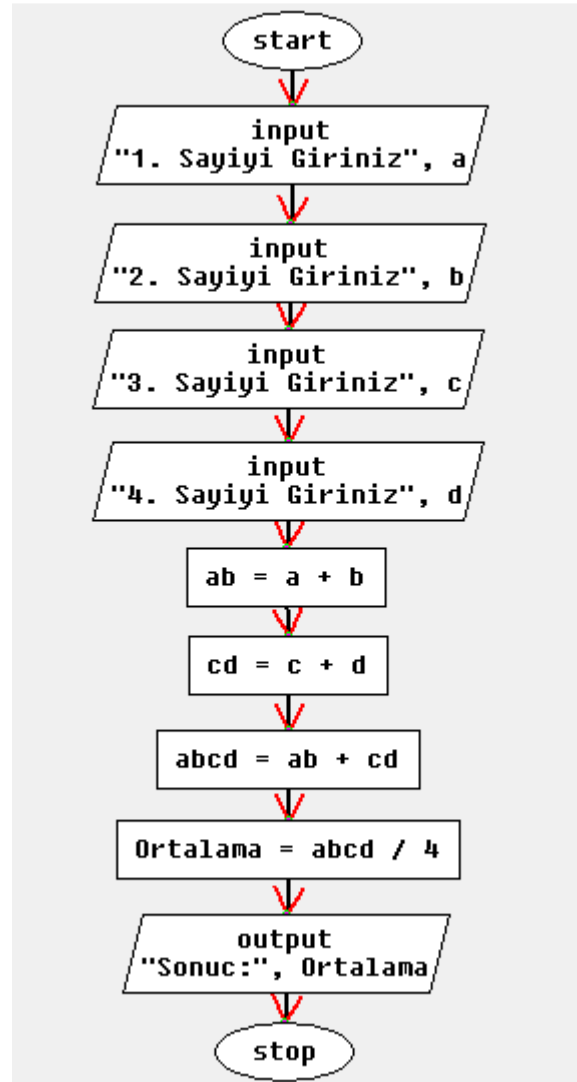 start
input
"1. Sayiyi Giriniz", a
input
"2. Sayiyi Giriniz", b
input
"3. Sayiyi Giriniz", c
input
"4. Sayiyi Giriniz", d
ab = a + b
cd = c + d
abcd = ab + cd
Ortalama = abcd / 4
output
"Sonuc:", Ortalama
stop